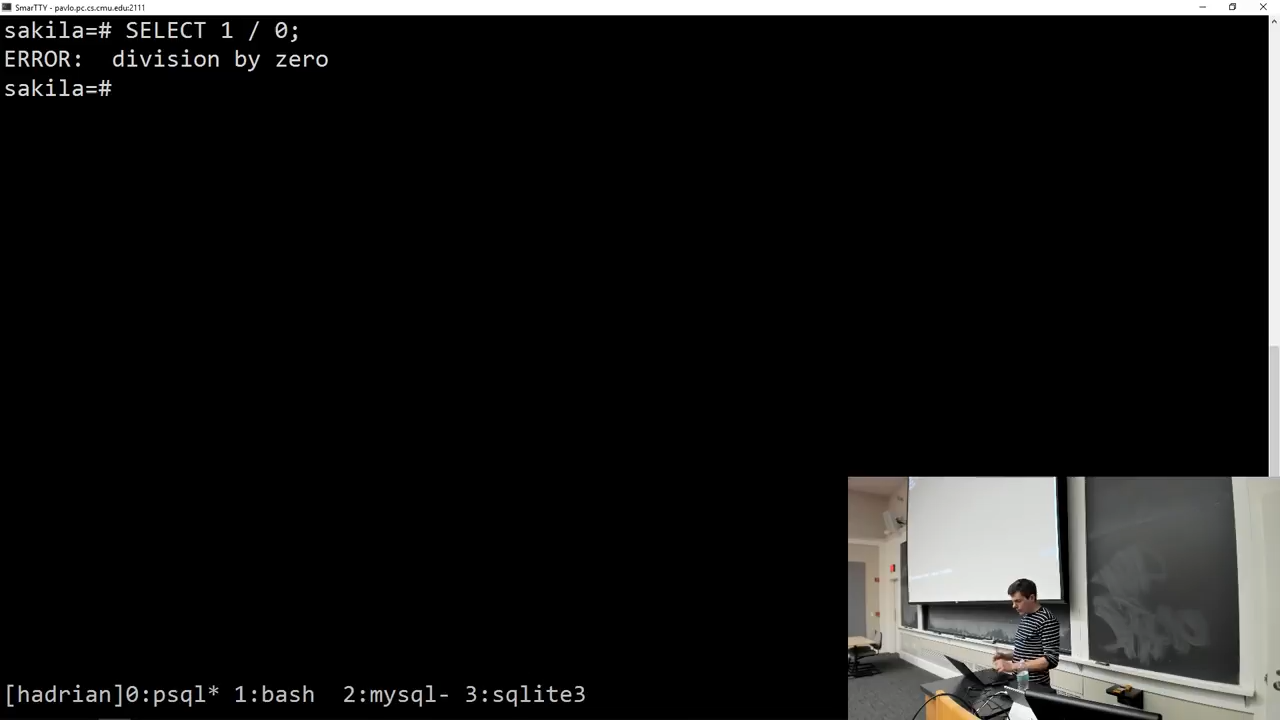 SmarTTY - pavlo.pc.cs.cmu.edu:2111
sakila=# SELECT 1 / 0;
ERROR:  division by zero
sakila=#
[hadrian]0:psql* 1:bash  2:mysql- 3:sqlite3